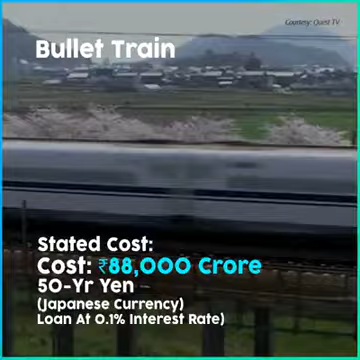 Courtesy: Quest TV
Bullet Train
Stated Cost:
Cost: ₹88,000 Crore
50-Yr Yen
(Japanese Currency)
Loan At 0.1% Interest Rate)